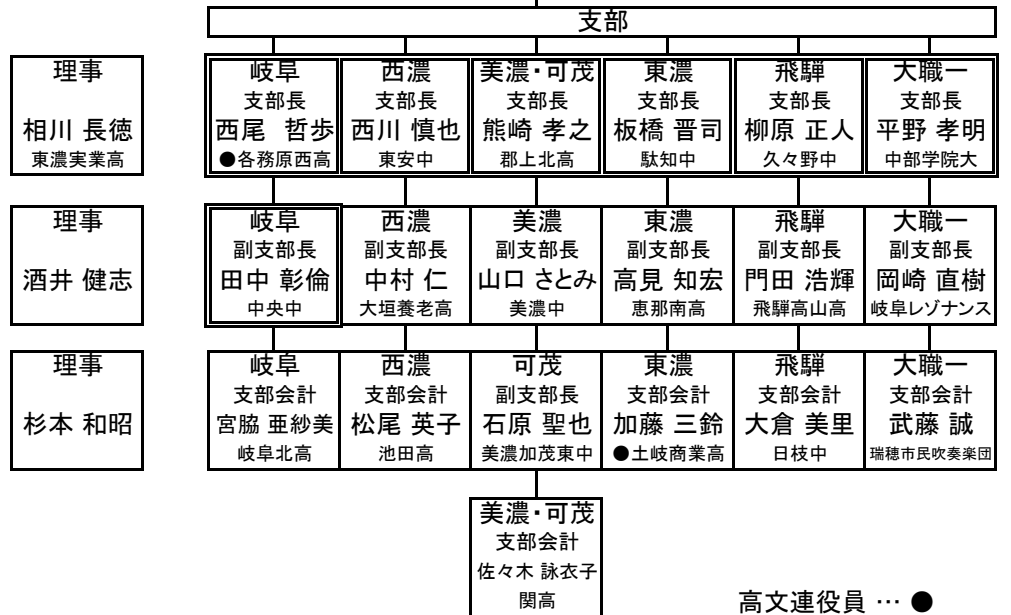 支部
理事
相川 長徳
東濃実業高
岐阜
支部長
西尾 哲歩
●各務原西高
西濃
支部長
西川 慎也
東安中
美濃・可茂
支部長
熊崎 孝之
郡上北高
東濃
支部長
板橋 晋司
駄知中
飛騨
支部長
柳原 正人
久々野中
大職一
支部長
平野 孝明
中部学院大
理事
酒井 健志
岐阜
副支部長
田中 彰倫
中央中
西濃
副支部長
中村 仁
大垣養老高
美濃
副支部長
山口 さとみ
美濃中
東濃
副支部長
高見 知宏
恵那南高
飛騨
副支部長
門田 浩輝
飛騨高山高
大職一
副支部長
岡崎 直樹
岐阜レゾナンス
理事
杉本 和昭
岐阜
支部会計
宮脇 亜紗美
岐阜北高
西濃
支部会計
松尾 英子
池田高
可茂
副支部長
石原 聖也
美濃加茂東中
東濃
支部会計
加藤 三鈴
●土岐商業高
飛騨
支部会計
大倉 美里
日枝中
大職一
支部会計
武藤 誠
瑞穂市民吹奏楽団
美濃・可茂
支部会計
佐々木 詠衣子
関高
高文連役員 … ●